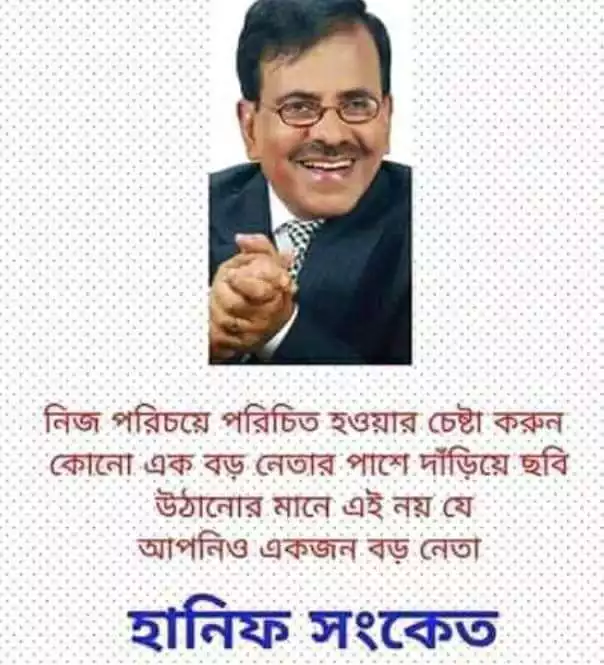 নিজ পরিচয়ে পরিচিত হওয়ার চেষ্টা করুন
কোনো এক বড় নেতার পাশে দাঁড়িয়ে ছবি
উঠানোর মানে এই নয় যে
আপনিও একজন বড় নেতা
হানিফ সংকেত